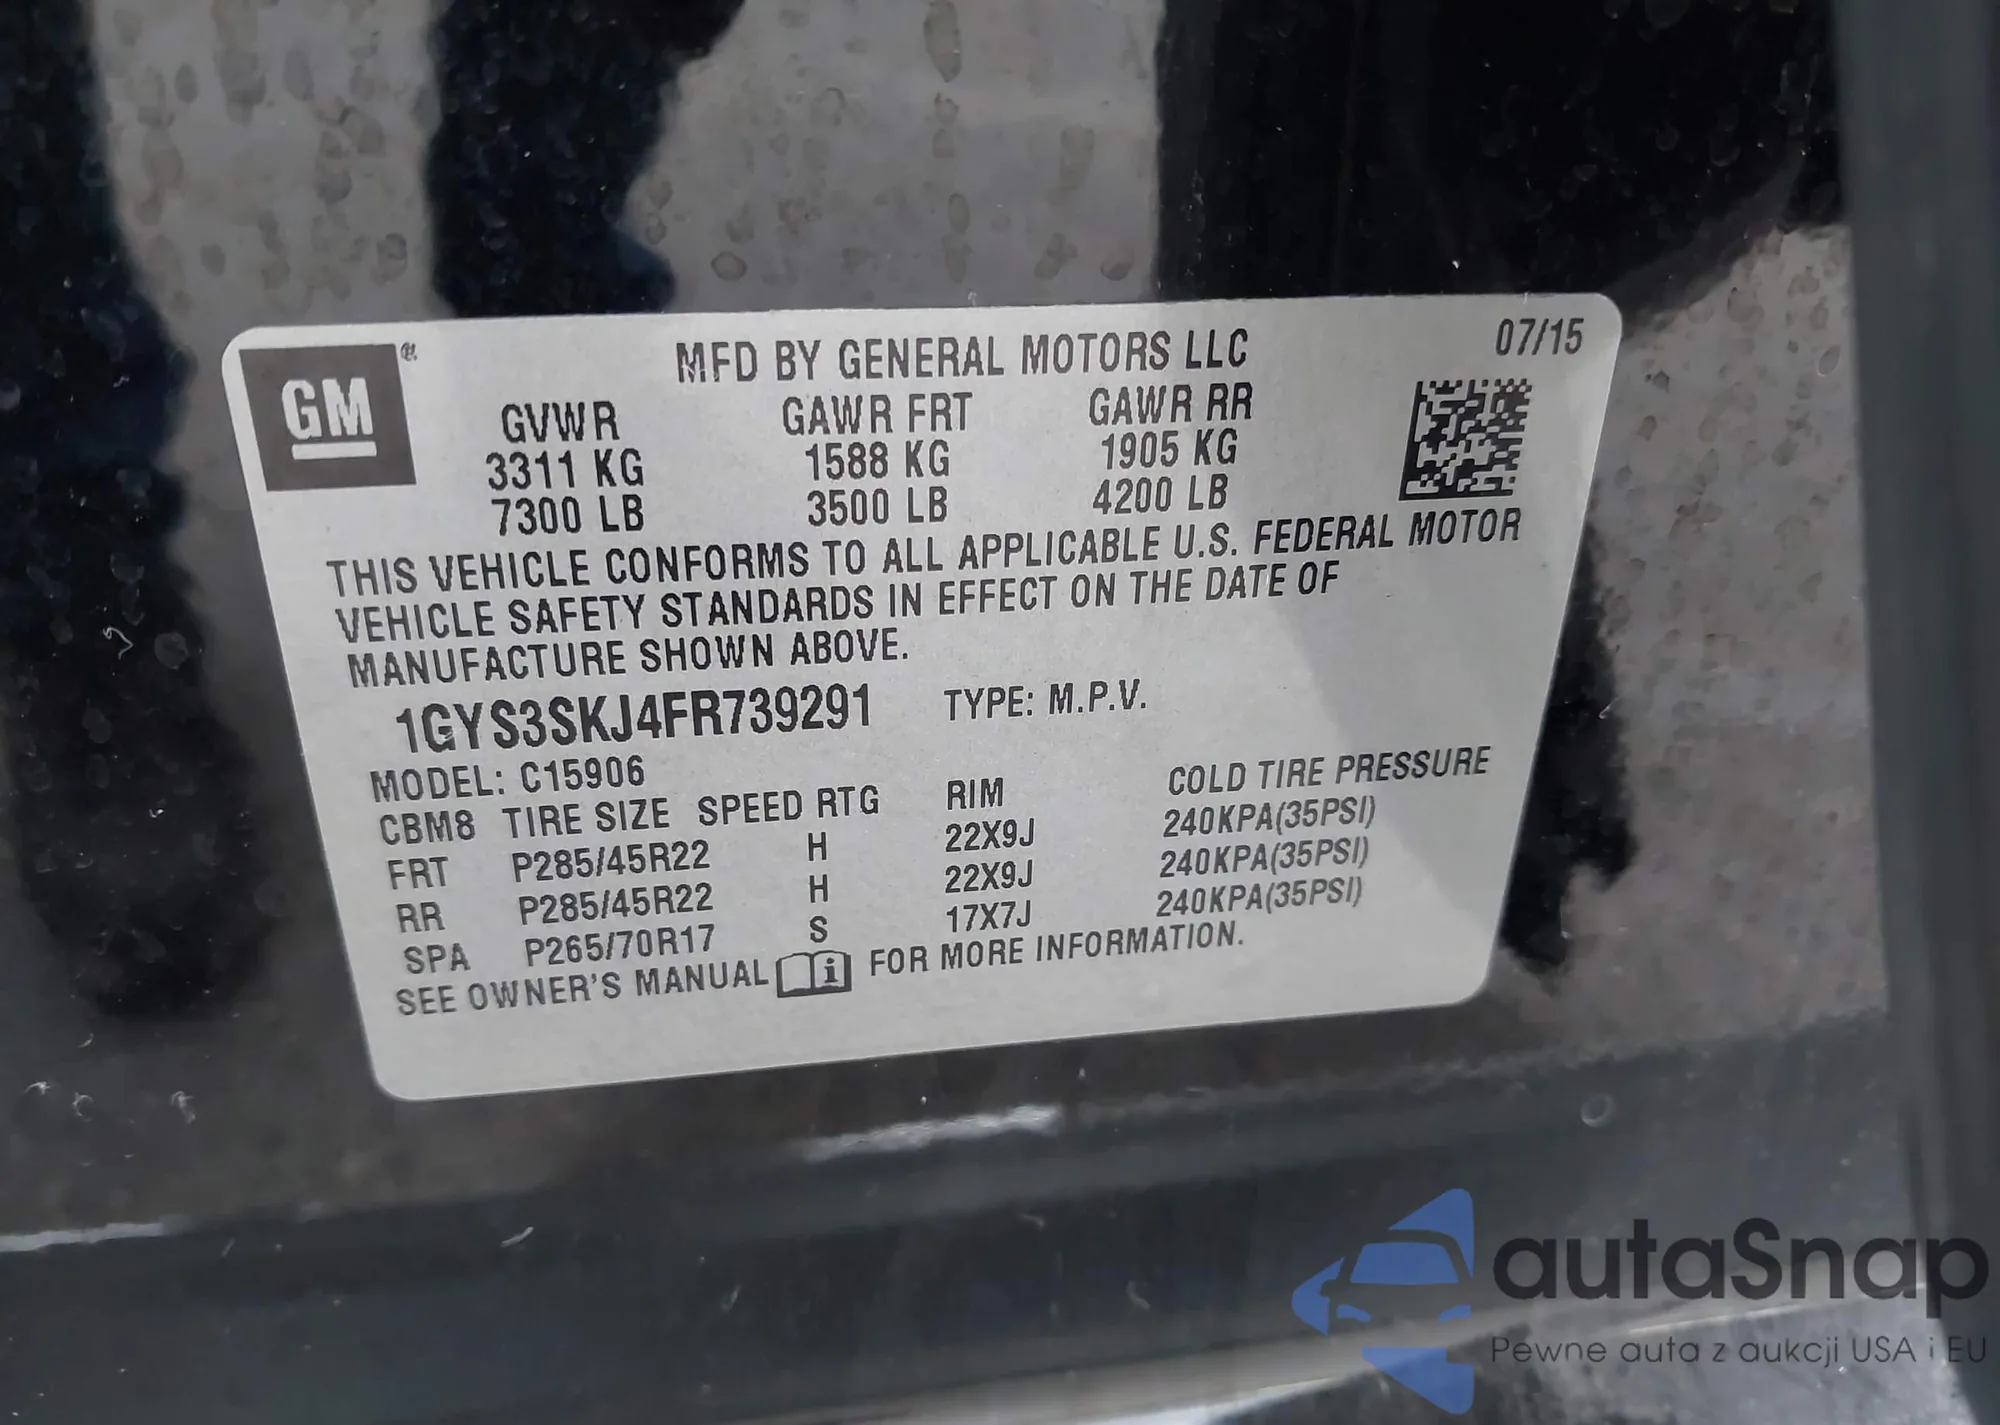 GM ®
MFD BY GENERAL MOTORS LLC 07/15
GVWR GAWR FRT GAWR RR
3311 KG 1588 KG 1905 KG
7300 LB 3500 LB 4200 LB
THIS VEHICLE CONFORMS TO ALL APPLICABLE U.S. FEDERAL MOTOR
VEHICLE SAFETY STANDARDS IN EFFECT ON THE DATE OF
MANUFACTURE SHOWN ABOVE.
1GYS3SKJ4FR739291 TYPE: M.P.V.
MODEL: C15906
CBM8 TIRE SIZE SPEED RTG RIM COLD TIRE PRESSURE
FRT P285/45R22 H 22X9J 240KPA(35PSI)
RR P285/45R22 H 22X9J 240KPA(35PSI)
SPA P265/70R17 S 17X7J 240KPA(35PSI)
SEE OWNER'S MANUAL i FOR MORE INFORMATION.
autaSnap
Pewne auta z aukcji USA i EU